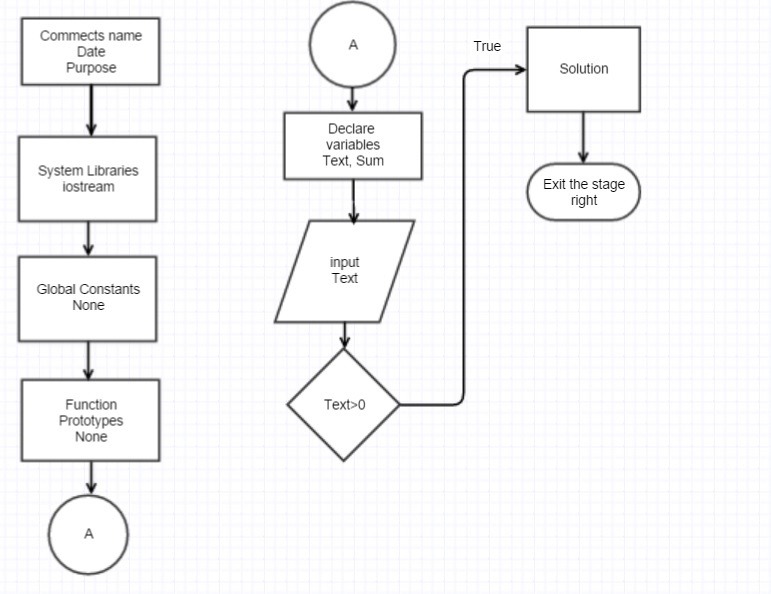 Commects name
Date
Purpose
System Libraries
iostream
Global Constants
None
Function
Prototypes
None
A
A
Declare
variables
Text, Sum
input
Text
Text>0
True
Solution
Exit the stage
right